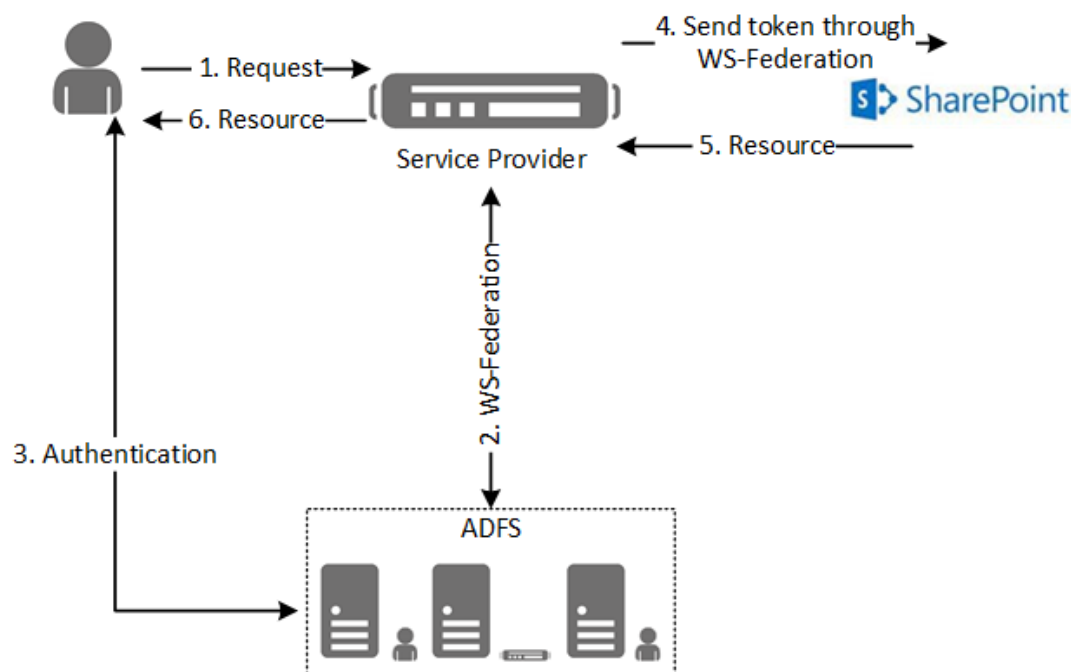 4. Send token through
WS-Federation
1. Request
S SharePoint
6. Resource
5. Resource
Service Provider
2. WS-Federation
3. Authentication
ADFS